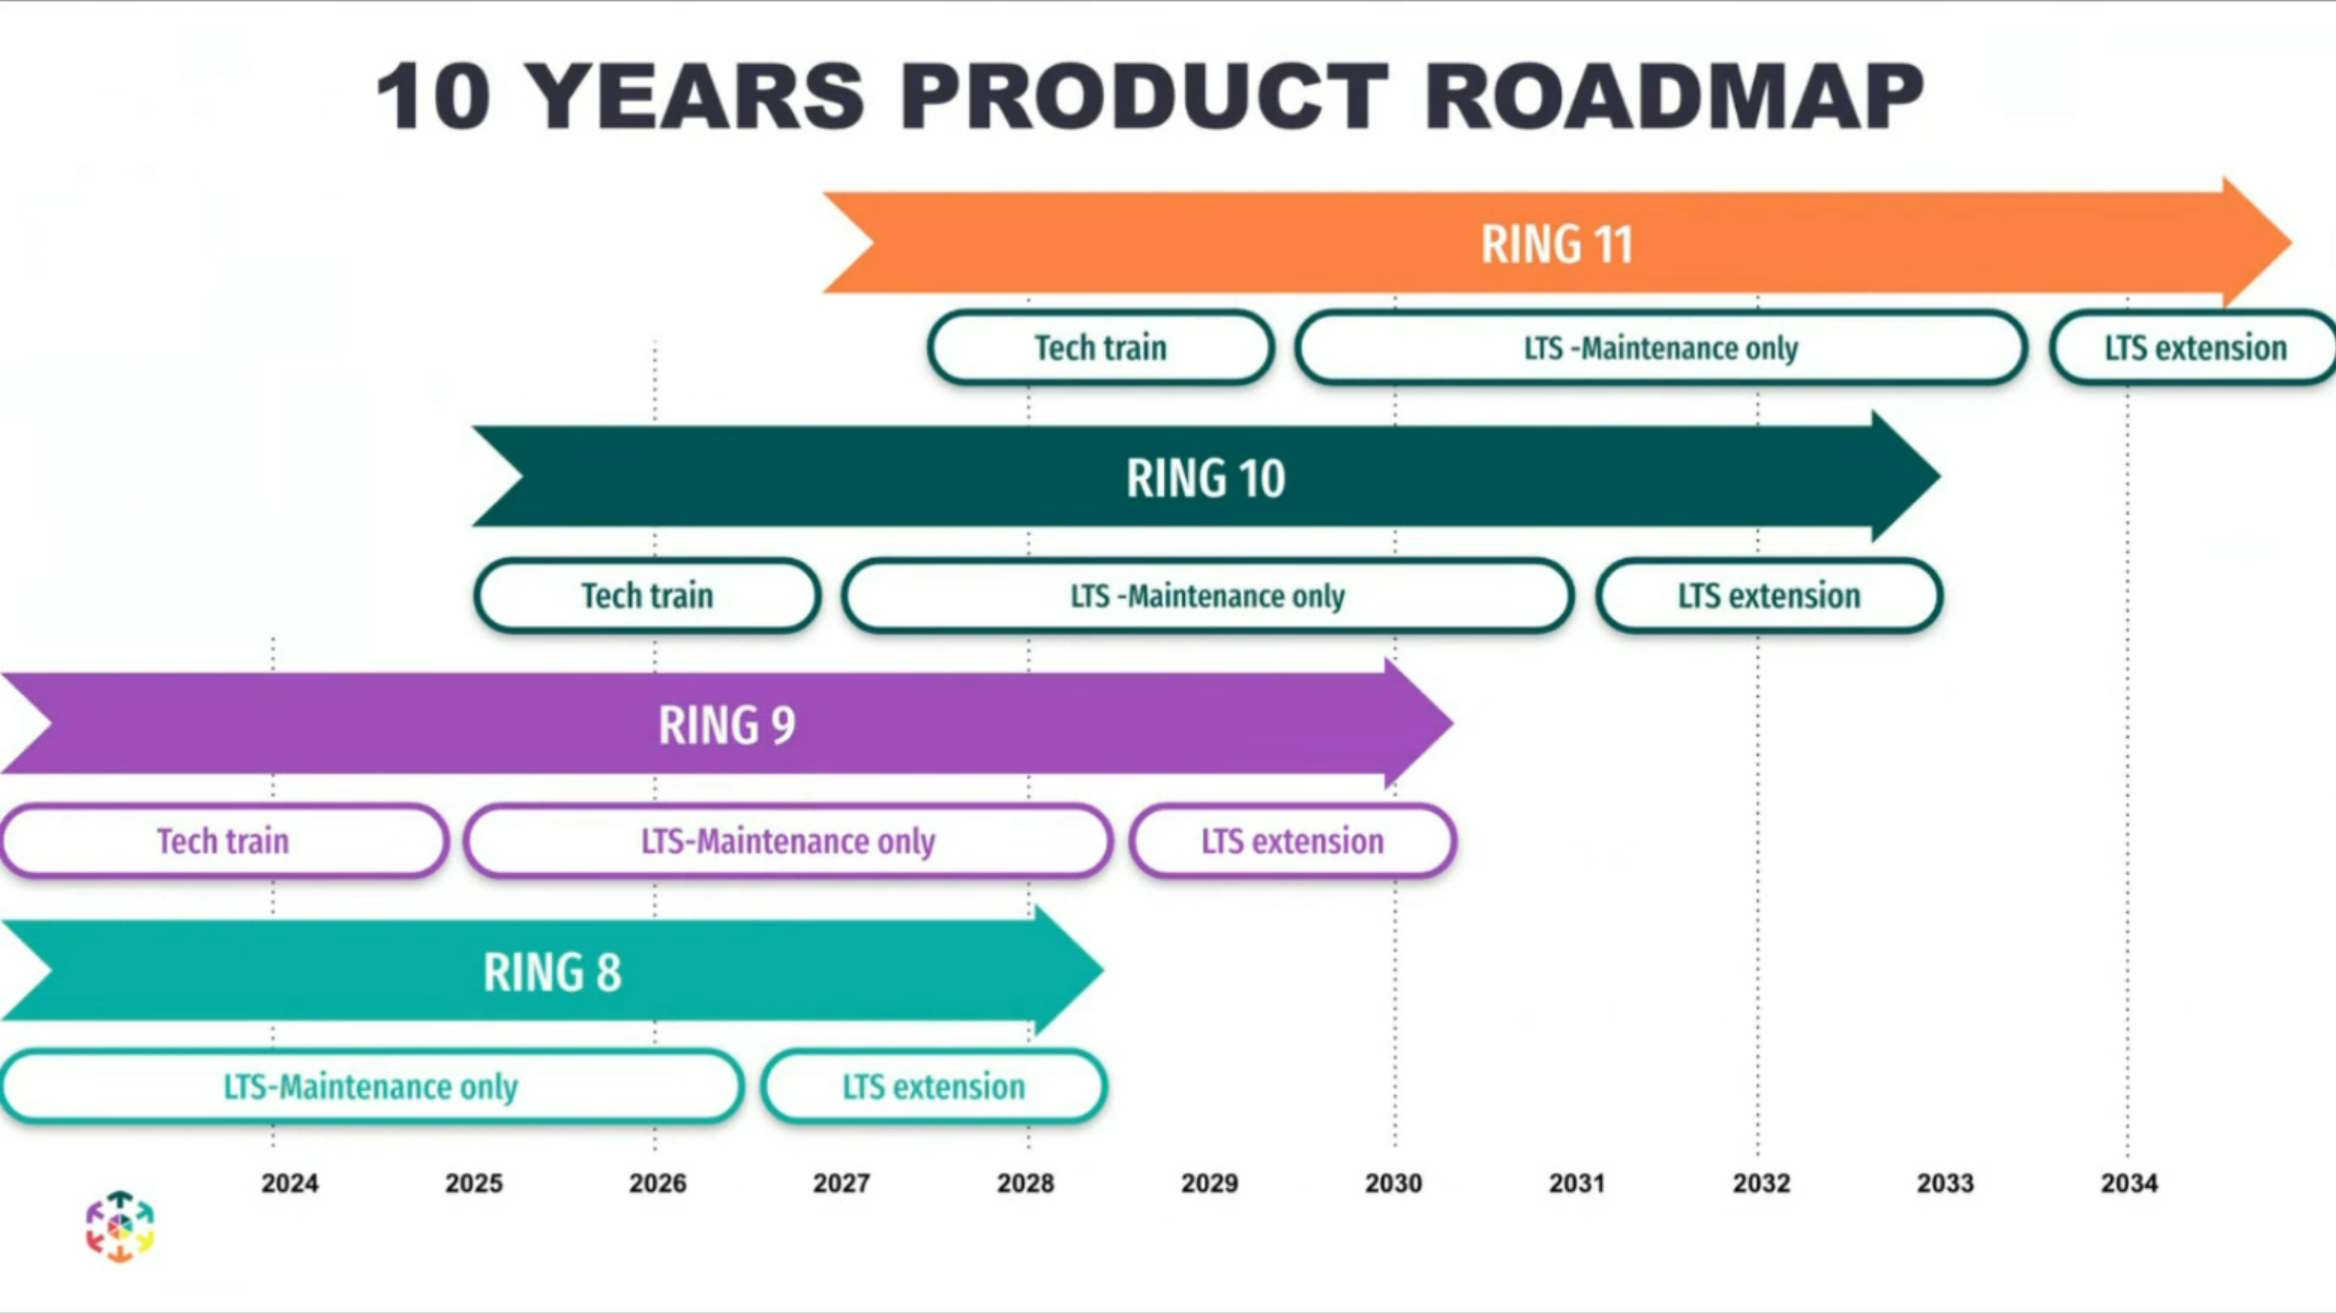 10 YEARS PRODUCT ROADMAP
RING 11
Tech train
LTS -Maintenance only
LTS extension
RING 10
Tech train
LTS -Maintenance only
LTS extension
RING 9
Tech train
LTS-Maintenance only
LTS extension
RING 8
LTS-Maintenance only
LTS extension
2024 2025 2026 2027 2028 2029 2030 2031 2032 2033 2034